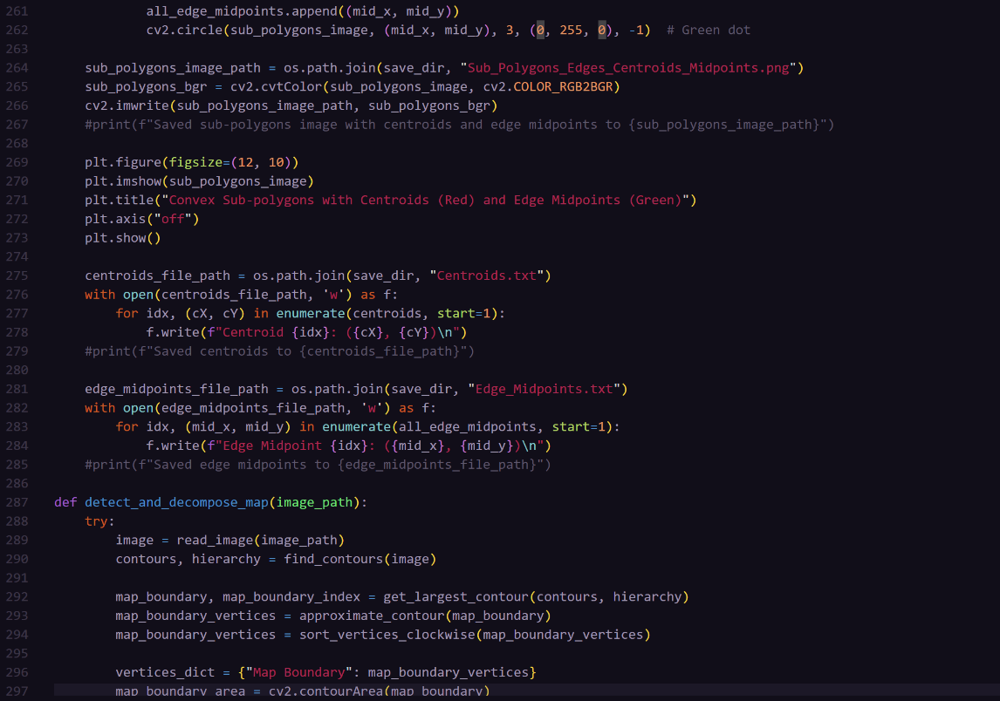 261 all_edge_midpoints.append((mid_x, mid_y))
262 cv2.circle(sub_polygons_image, (mid_x, mid_y), 3, (0, 255, 0), -1)  # Green dot
263
264 sub_polygons_image_path = os.path.join(save_dir, "Sub_Polygons_Edges_Centroids_Midpoints.png")
265 sub_polygons_bgr = cv2.cvtColor(sub_polygons_image, cv2.COLOR_RGB2BGR)
266 cv2.imwrite(sub_polygons_image_path, sub_polygons_bgr)
267 #print(f"Saved sub-polygons image with centroids and edge midpoints to {sub_polygons_image_path}")
268
269 plt.figure(figsize=(12, 10))
270 plt.imshow(sub_polygons_image)
271 plt.title("Convex Sub-polygons with Centroids (Red) and Edge Midpoints (Green)")
272 plt.axis("off")
273 plt.show()
274
275 centroids_file_path = os.path.join(save_dir, "Centroids.txt")
276 with open(centroids_file_path, 'w') as f:
277 for idx, (cX, cY) in enumerate(centroids, start=1):
278 f.write(f"Centroid {idx}: ({cX}, {cY})\n")
279 #print(f"Saved centroids to {centroids_file_path}")
280
281 edge_midpoints_file_path = os.path.join(save_dir, "Edge_Midpoints.txt")
282 with open(edge_midpoints_file_path, 'w') as f:
283 for idx, (mid_x, mid_y) in enumerate(all_edge_midpoints, start=1):
284 f.write(f"Edge Midpoint {idx}: ({mid_x}, {mid_y})\n")
285 #print(f"Saved edge midpoints to {edge_midpoints_file_path}")
286
287 def detect_and_decompose_map(image_path):
288 try:
289 image = read_image(image_path)
290 contours, hierarchy = find_contours(image)
291
292 map_boundary, map_boundary_index = get_largest_contour(contours, hierarchy)
293 map_boundary_vertices = approximate_contour(map_boundary)
294 map_boundary_vertices = sort_vertices_clockwise(map_boundary_vertices)
295
296 vertices_dict = {"Map Boundary": map_boundary_vertices}
297 map_boundary_area = cv2.contourArea(map_boundary)